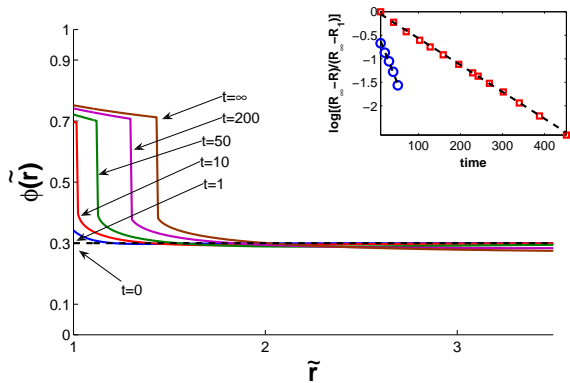 0
−0.5
−1
−1.5
−2
0 100 200 300 400
time
log[(R∞−R)/(R∞−R1)]
1
0.9
0.7
0.5
0.3
0.1
0
ϕ(r̃)
t=∞
t=200
t=50
t=10
t=1
t=0
1 2 3
r̃